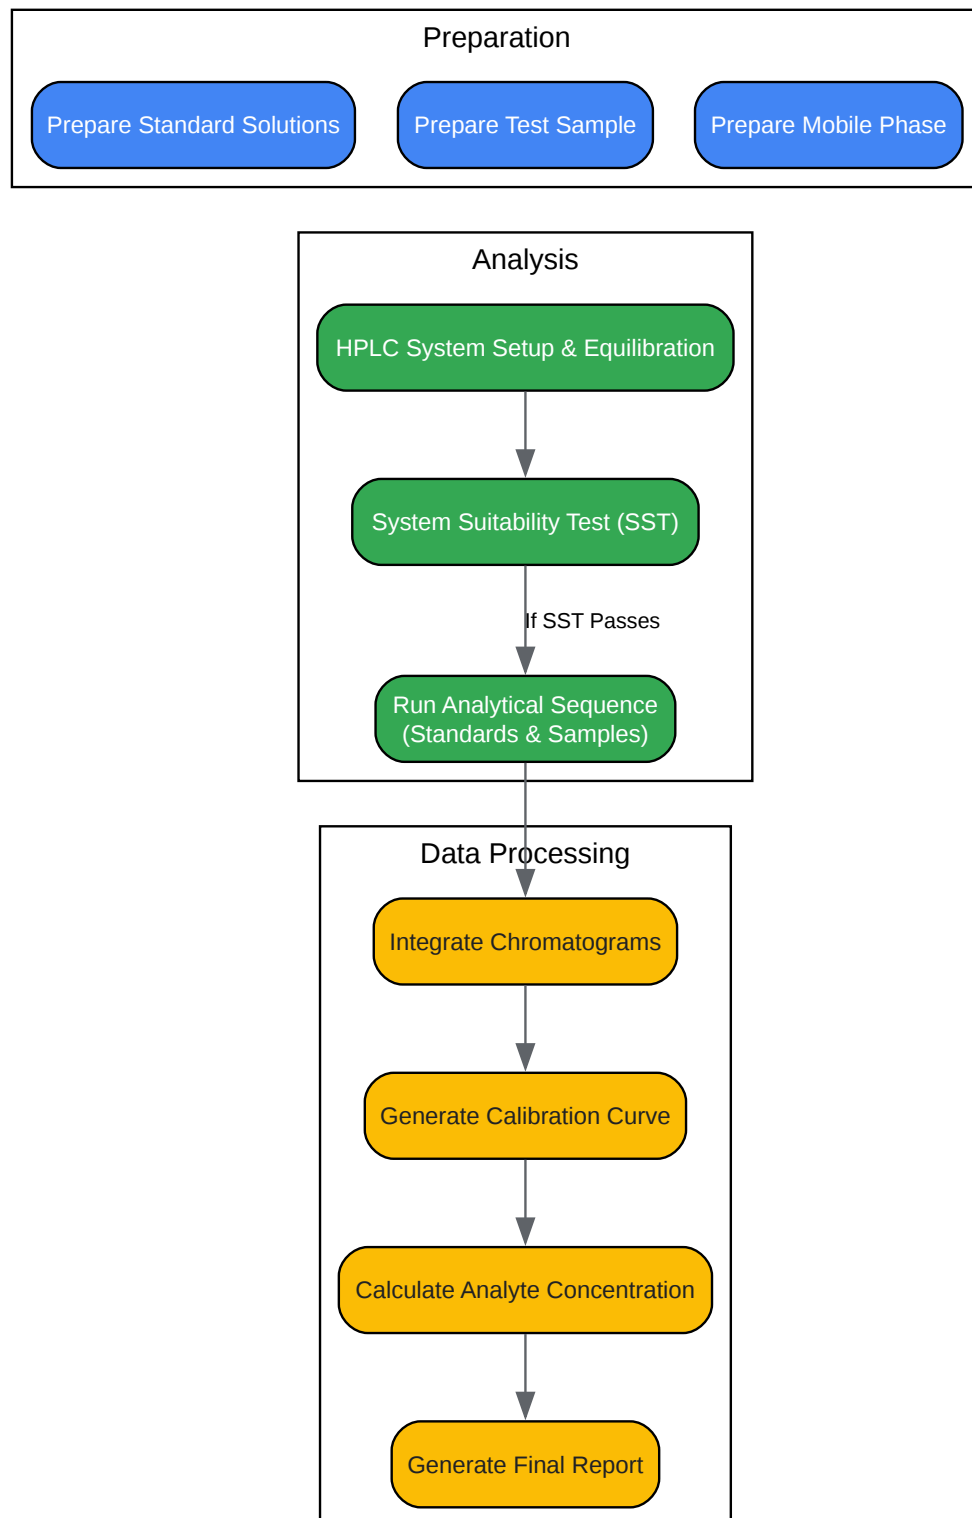 Preparation
Prepare Standard Solutions
Prepare Test Sample
Prepare Mobile Phase
Analysis
HPLC System Setup & Equilibration
System Suitability Test (SST)
If SST Passes
Run Analytical Sequence
(Standards & Samples)
Data Processing
Integrate Chromatograms
Generate Calibration Curve
Calculate Analyte Concentration
Generate Final Report